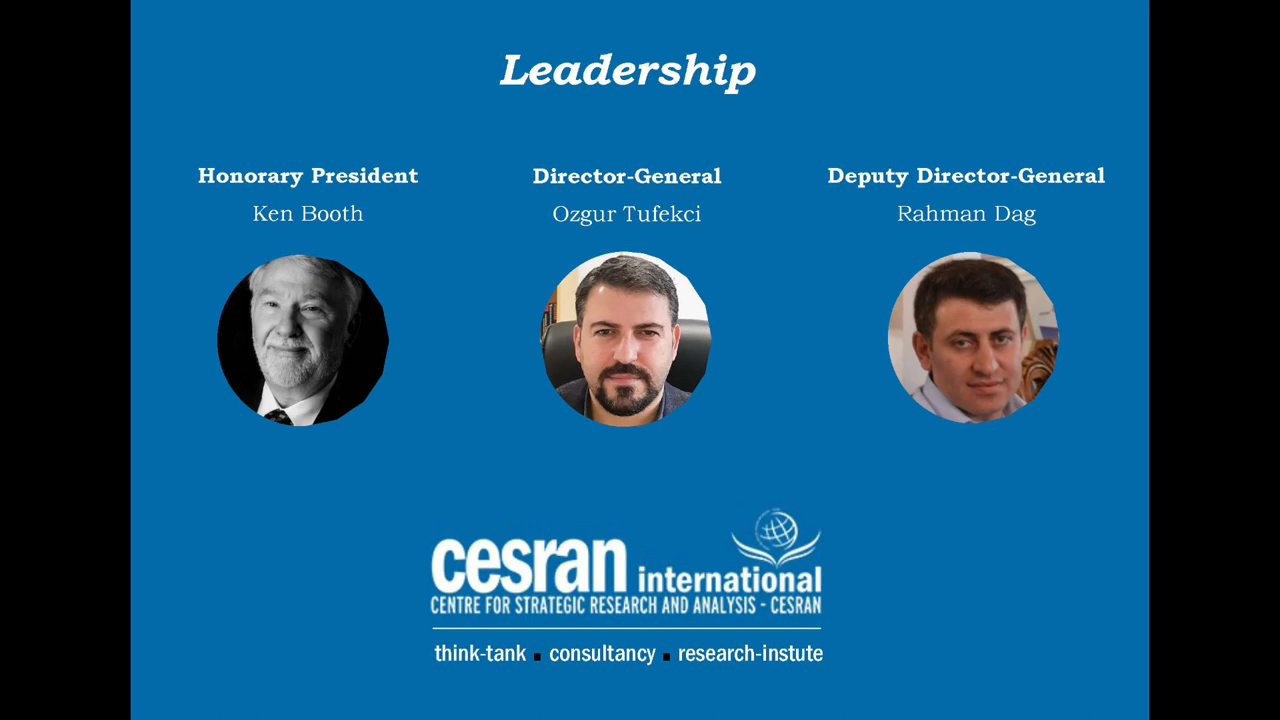 Leadership
Honorary President
Ken Booth
Director-General
Ozgur Tufekci
Deputy Director-General
Rahman Dag
cesran international
CENTRE FOR STRATEGIC RESEARCH AND ANALYSIS - CESRAN
think-tank ▪ consultancy ▪ research-instute